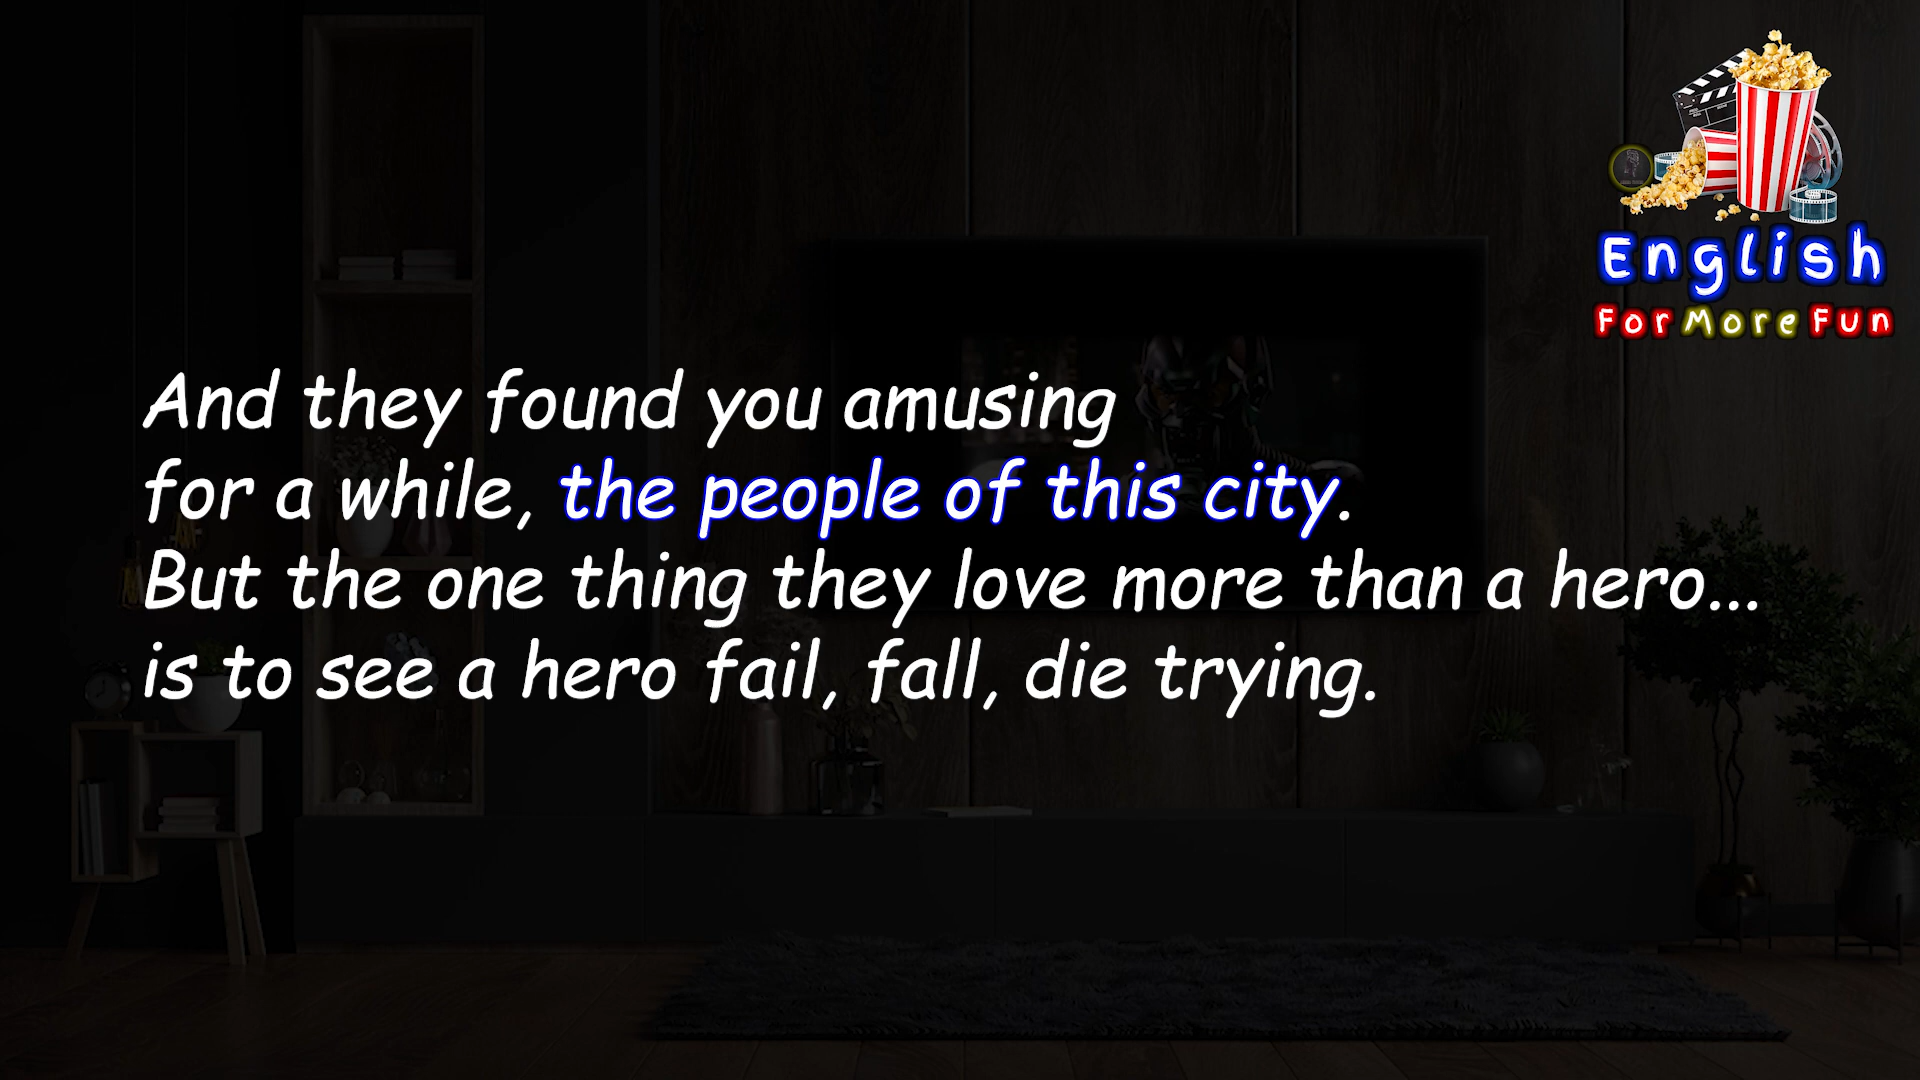 English
For More Fun
And they found you amusing
for a while, the people of this city.
But the one thing they love more than a hero...
is to see a hero fail, fall, die trying.